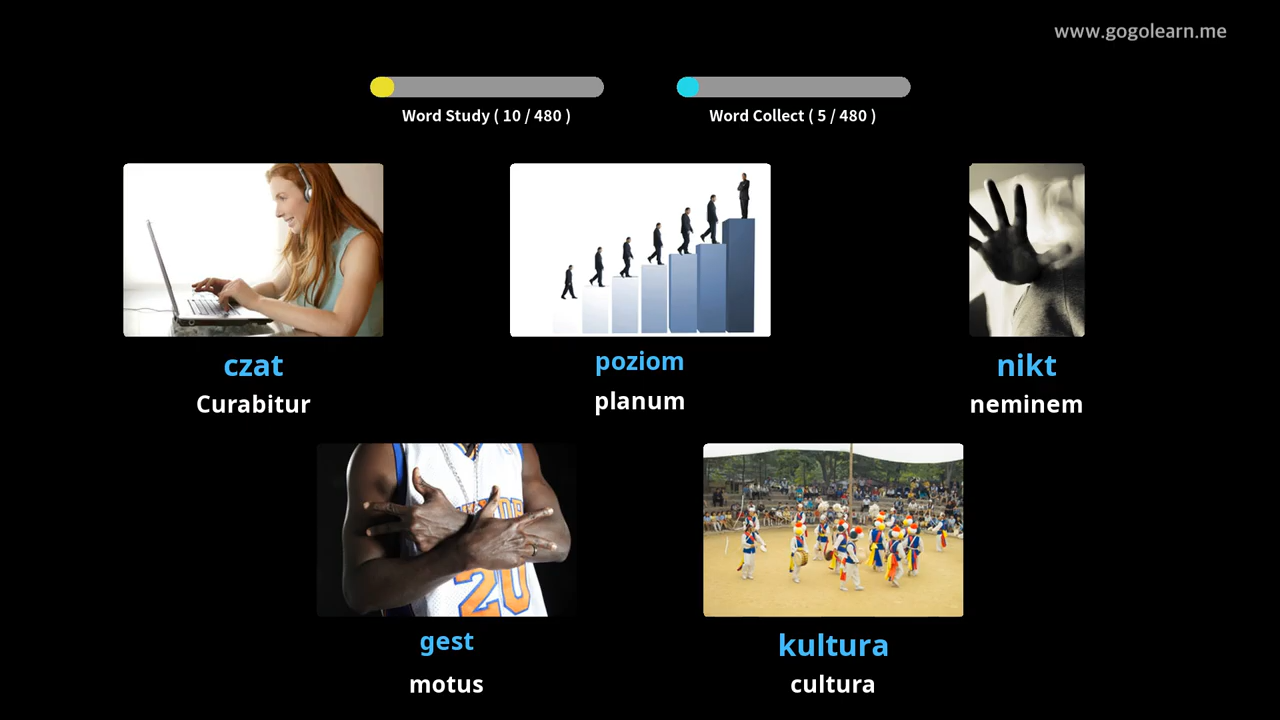 www.gogolearn.me
Word Study ( 10 / 480 )
Word Collect ( 5 / 480 )
czat
Curabitur
poziom
planum
nikt
neminem
20
gest
motus
kultura
cultura